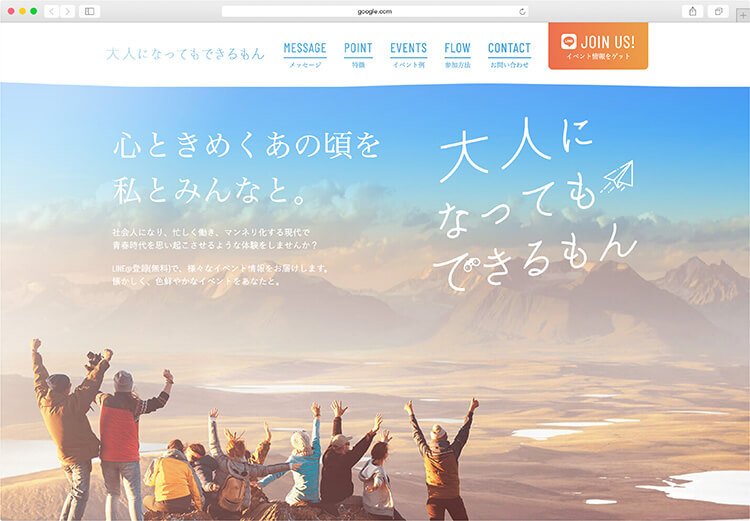 google.com
大人になってもできるもん
MESSAGE
メッセージ
POINT
特徴
EVENTS
イベント例
FLOW
参加方法
CONTACT
お問い合わせ
LINE
JOIN US!
イベント情報をゲット
心ときめくあの頃を
私とみんなと。
社会人になり、忙しく働き、マンネリ化する現代で
青春時代を思い起こさせるような体験をしませんか？
LINE@登録(無料)で、様々なイベント情報をお届けします。
懐かしく、色鮮やかなイベントをあなたと。
大人に
なっても
できるもん